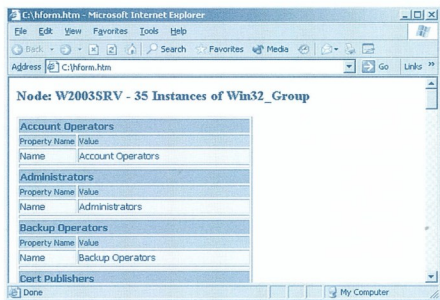 C:\hform.htm - Microsoft Internet Explorer
File Edit View Favorites Tools Help
Back Search Favorites Media
Address C:\hform.htm Go Links »
Node: W2003SRV - 35 Instances of Win32_Group
Account Operators
Property Name Value
Name Account Operators
Administrators
Property Name Value
Name Administrators
Backup Operators
Property Name Value
Name Backup Operators
Cert Publishers
Done My Computer